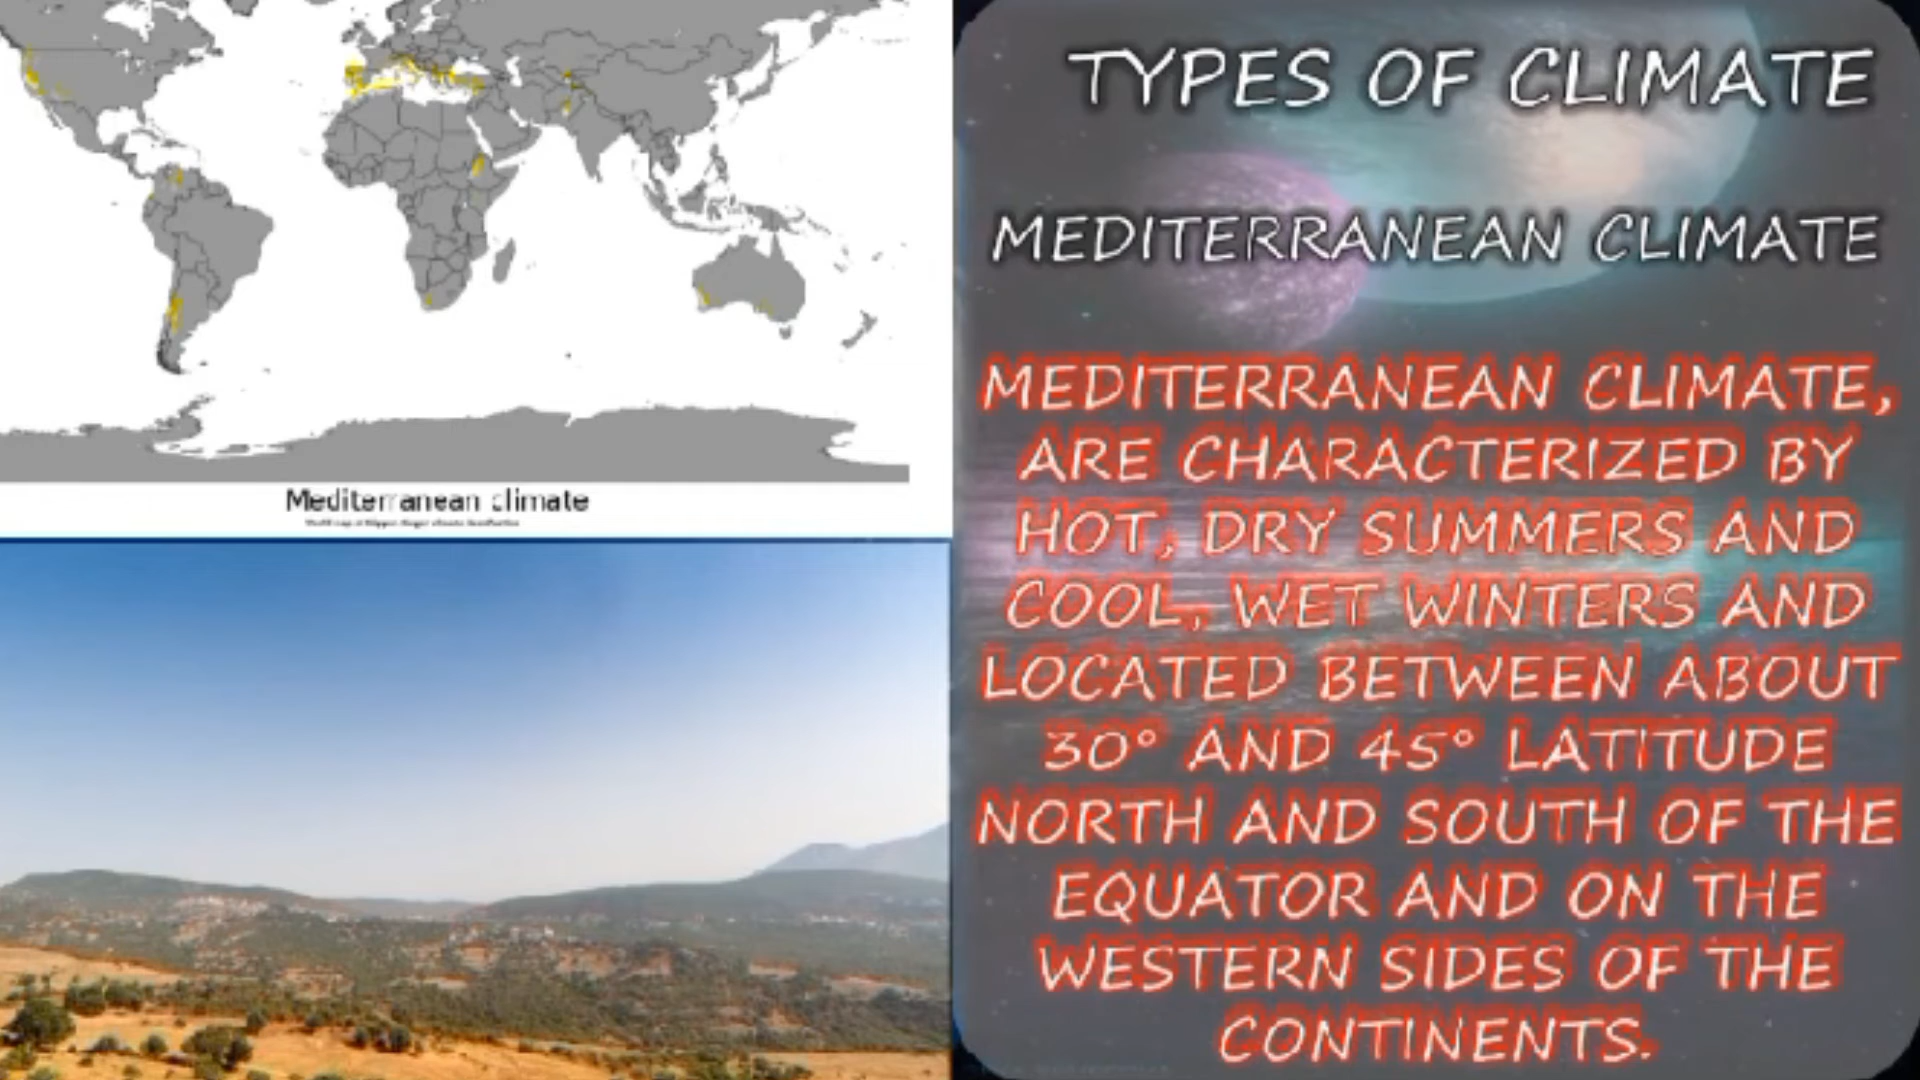 TYPES OF CLIMATE
MEDITERRANEAN CLIMATE
MEDITERRANEAN CLIMATE,
ARE CHARACTERIZED BY
HOT, DRY SUMMERS AND
COOL, WET WINTERS AND
LOCATED BETWEEN ABOUT
30° AND 45° LATITUDE
NORTH AND SOUTH OF THE
EQUATOR AND ON THE
WESTERN SIDES OF THE
CONTINENTS.
Mediterranean climate